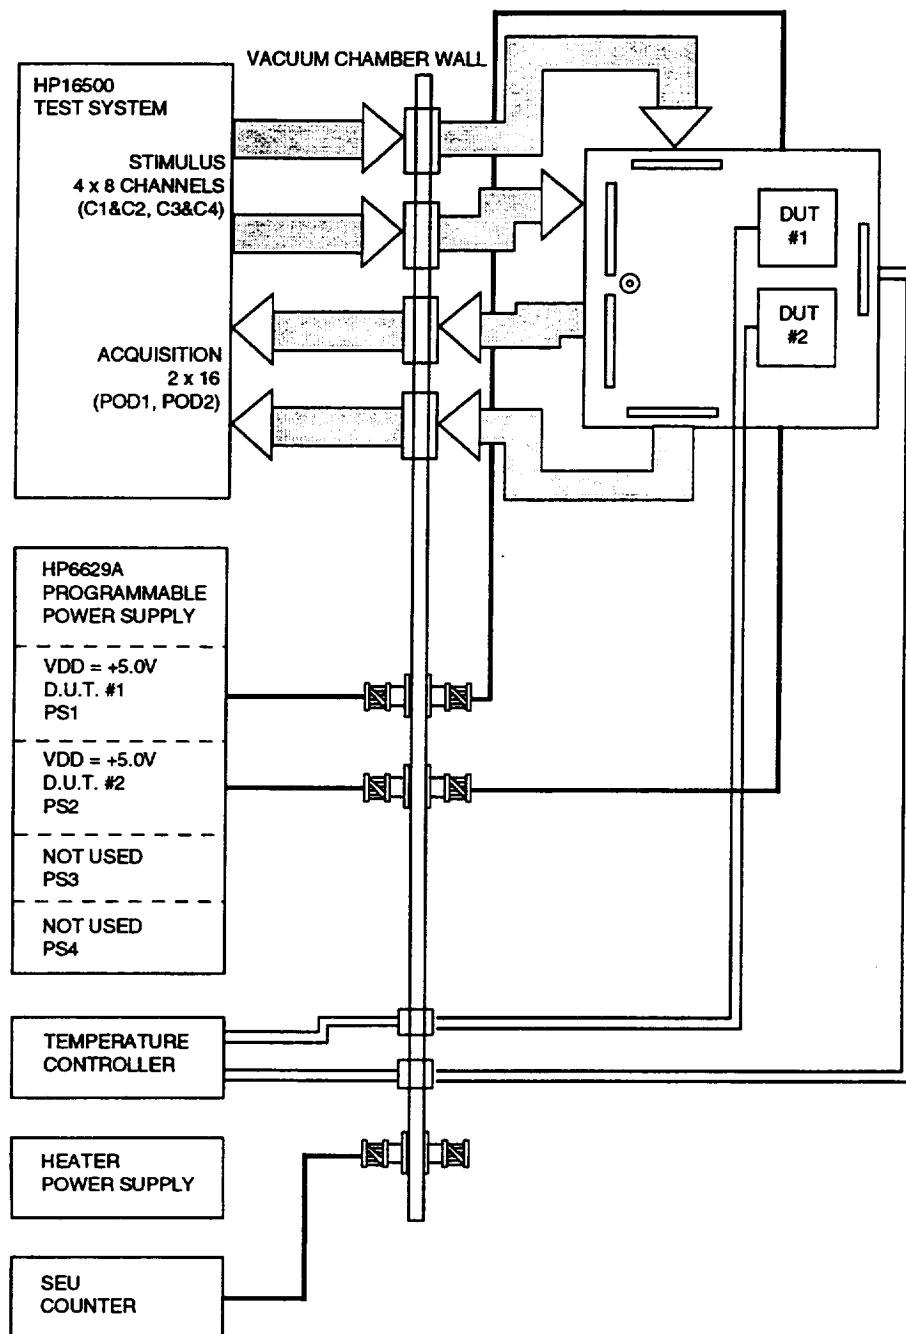 VACUUM CHAMBER WALL
HP16500
TEST SYSTEM
STIMULUS
4 x 8 CHANNELS
(C1&C2, C3&C4)
ACQUISITION
2 x 16
(POD1, POD2)
DUT
#1
DUT
#2
HP6629A
PROGRAMMABLE
POWER SUPPLY
VDD = +5.0V
D.U.T. #1
PS1
VDD = +5.0V
D.U.T. #2
PS2
NOT USED
PS3
NOT USED
PS4
TEMPERATURE
CONTROLLER
HEATER
POWER SUPPLY
SEU
COUNTER